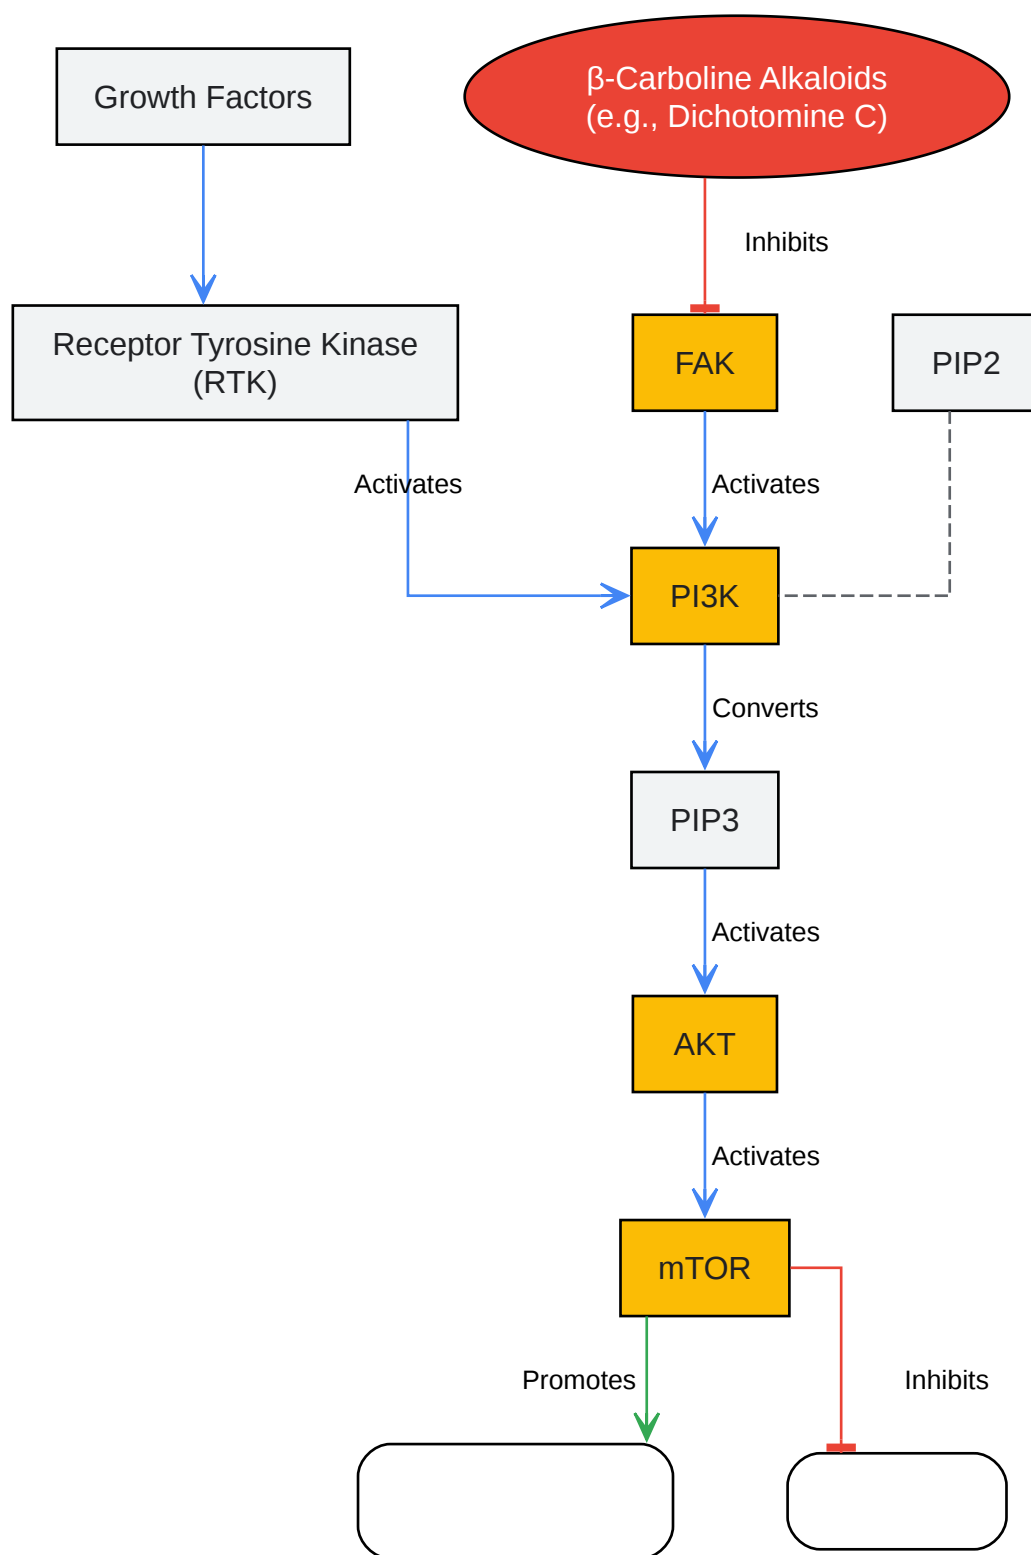 Growth Factors
β-Carboline Alkaloids
(e.g., Dichotomine C)
Inhibits
Receptor Tyrosine Kinase
(RTK)
FAK
PIP2
Activates
Activates
PI3K
Converts
PIP3
Activates
AKT
Activates
mTOR
Promotes
Inhibits